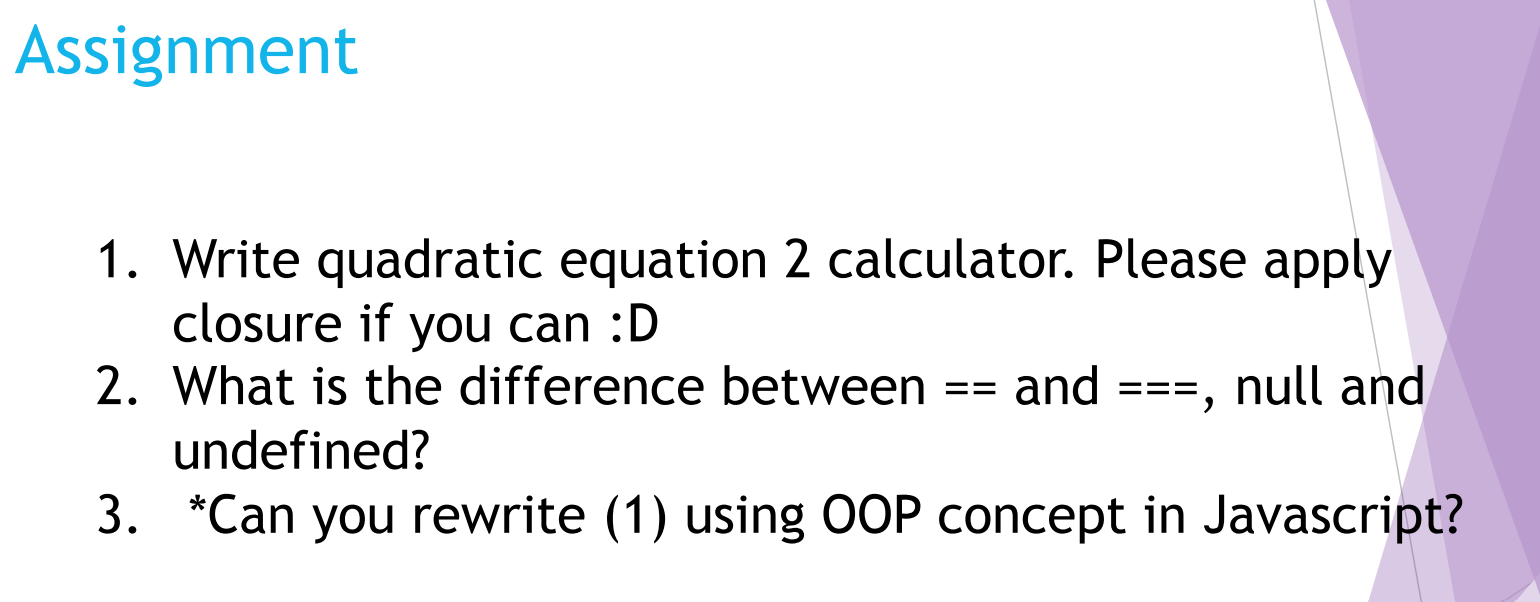 Assignment
1. Write quadratic equation 2 calculator. Please apply
closure if you can :D
2. What is the difference between == and ===, null and
undefined?
3. *Can you rewrite (1) using OOP concept in Javascript?